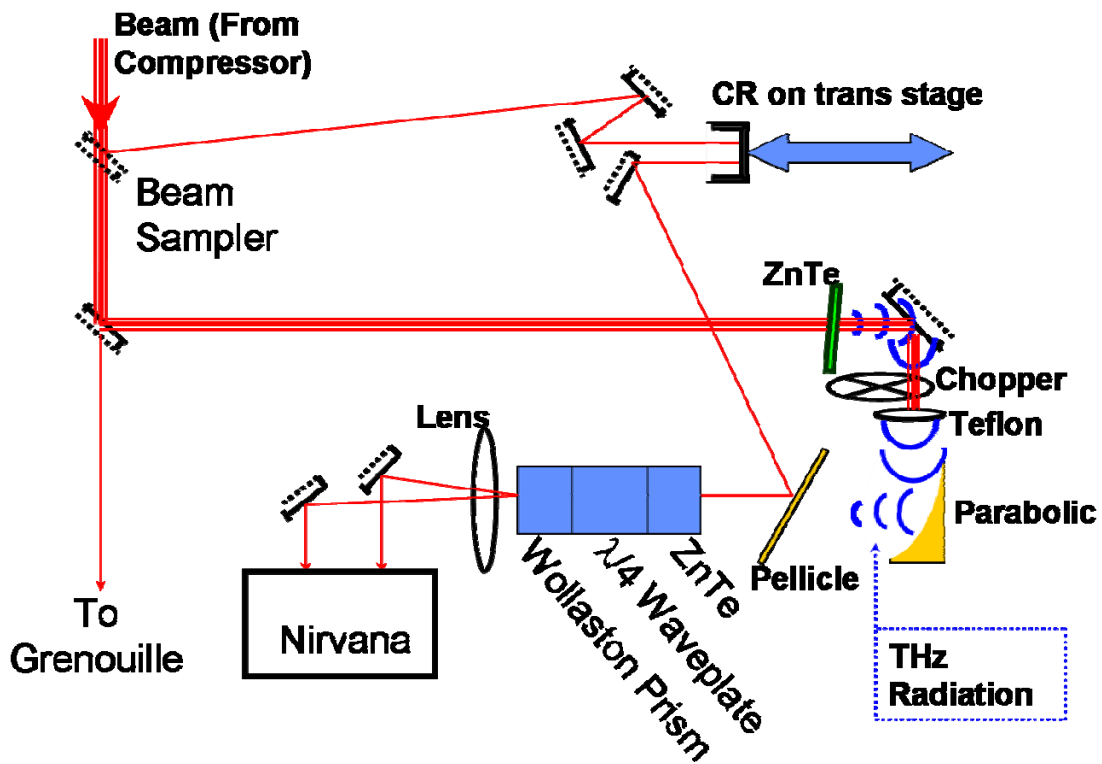 Beam (From
Compressor)
CR on trans stage
Beam
Sampler
ZnTe
Chopper
Teflon
Lens
Parabolic
Pellicle
ZnTe
λ/4 Waveplate
Wollaston Prism
To
Grenouille
Nirvana
THz
Radiation